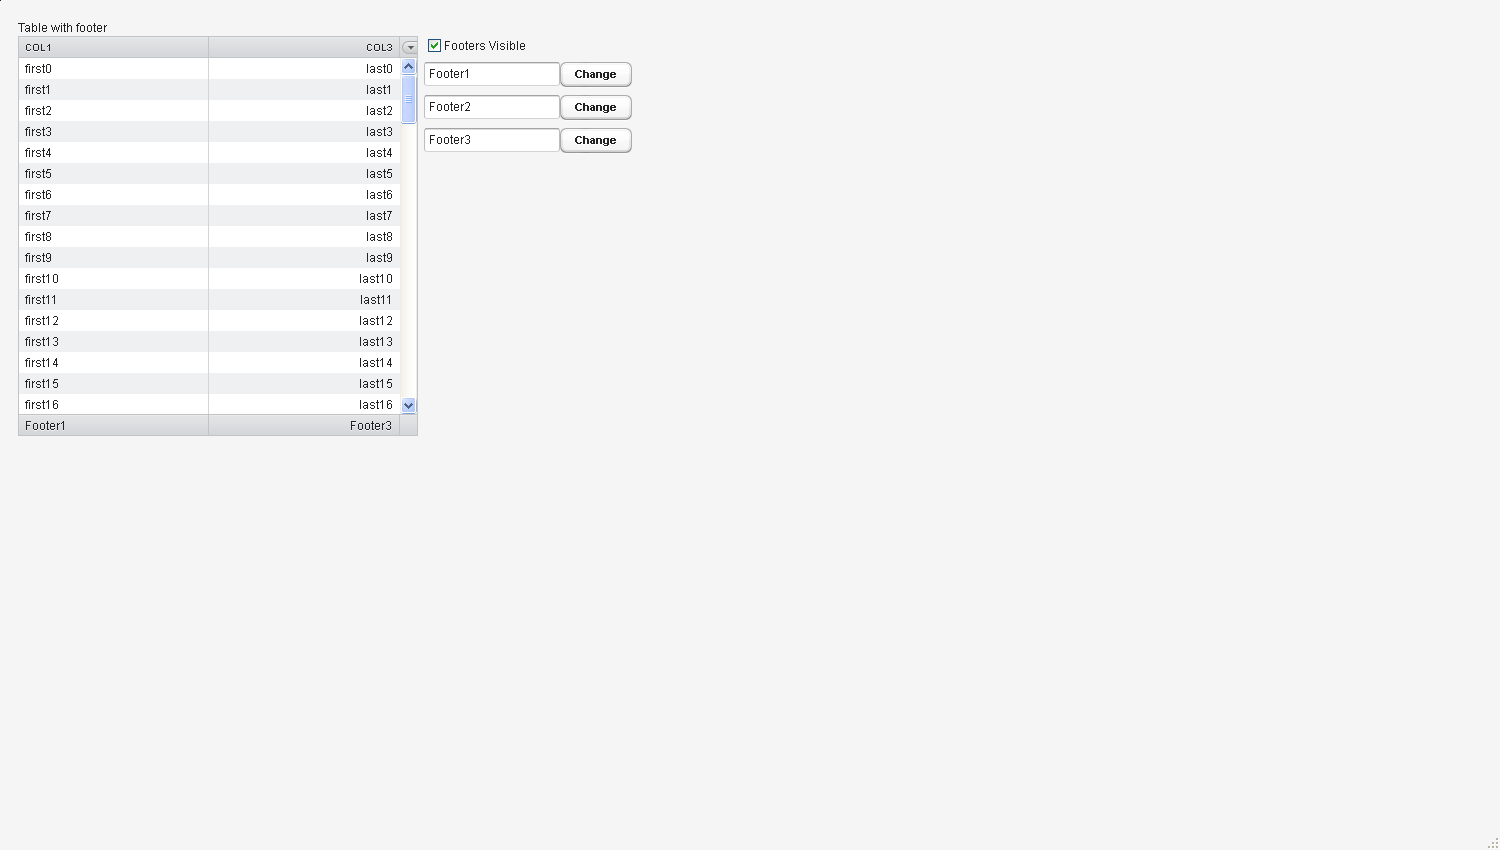 Table with footer
COL1 COL3
Footers Visible
first0 last0
Footer1 Change
first1 last1
first2 last2
Footer2 Change
first3 last3
Footer3 Change
first4 last4
first5 last5
first6 last6
first7 last7
first8 last8
first9 last9
first10 last10
first11 last11
first12 last12
first13 last13
first14 last14
first15 last15
first16 last16
Footer1 Footer3